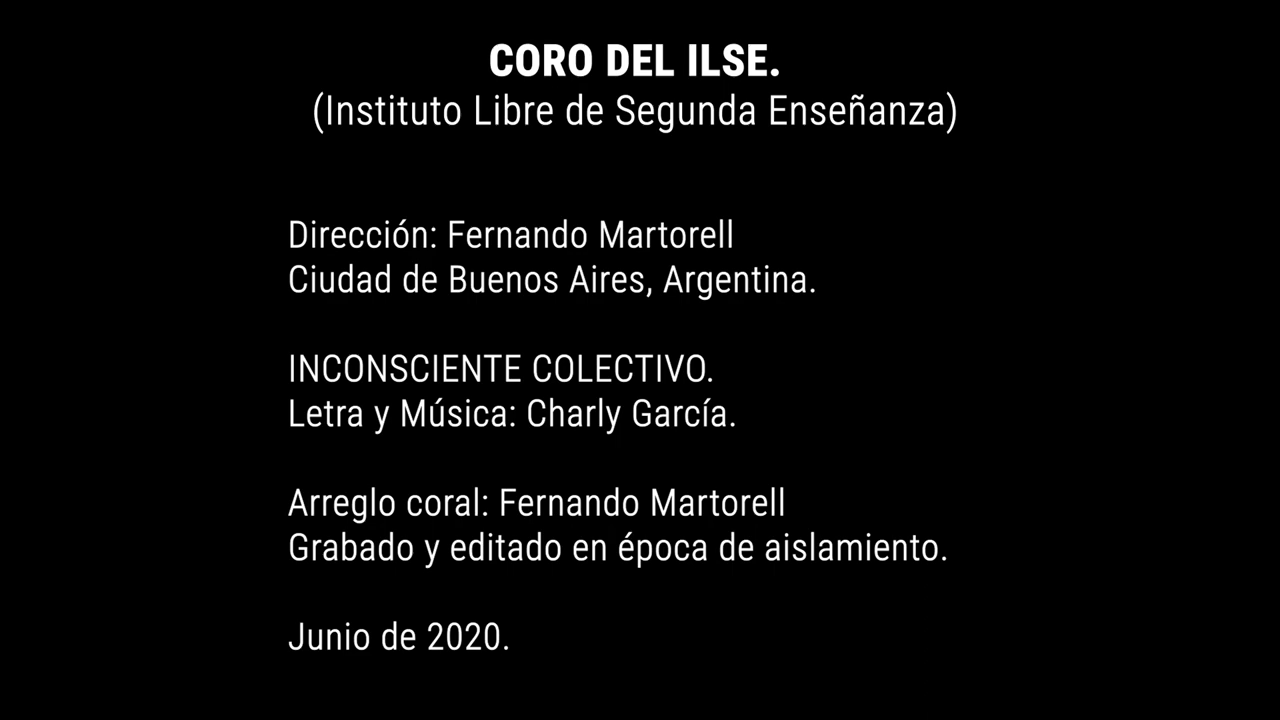 CORO DEL ILSE.
(Instituto Libre de Segunda Enseñanza)
Dirección: Fernando Martorell
Ciudad de Buenos Aires, Argentina.
INCONSCIENTE COLECTIVO.
Letra y Música: Charly García.
Arreglo coral: Fernando Martorell
Grabado y editado en época de aislamiento.
Junio de 2020.